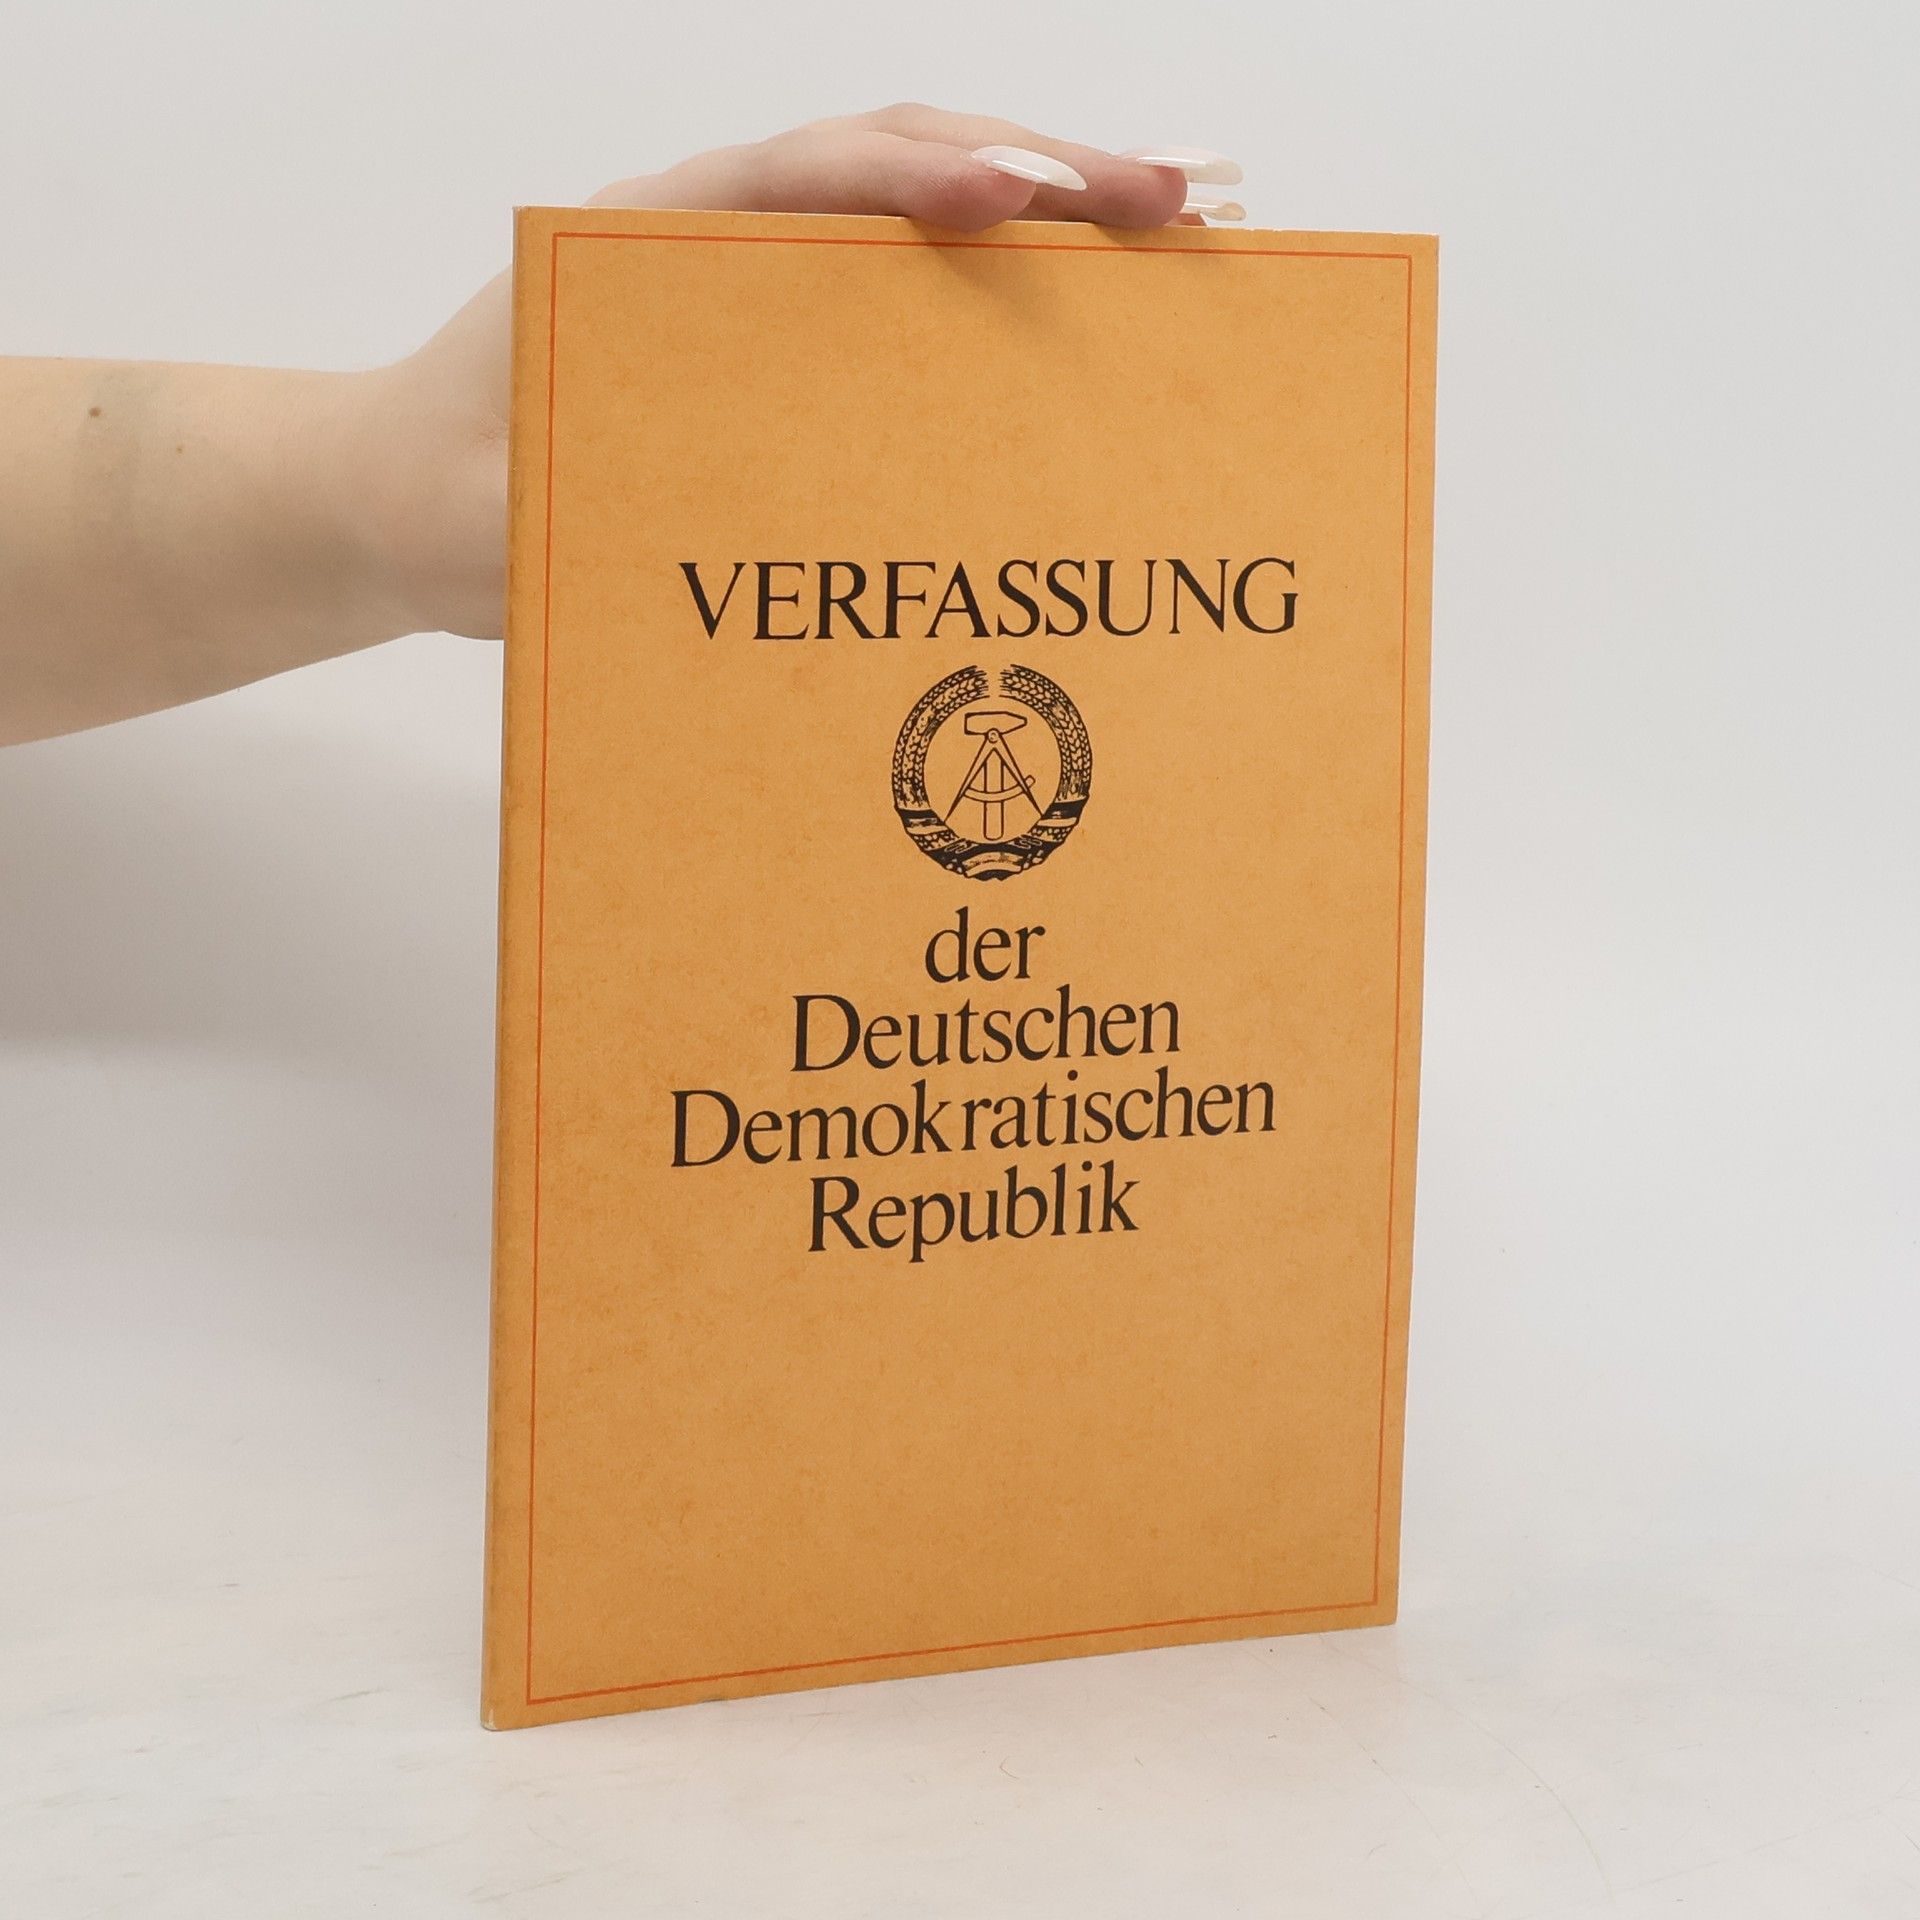 VERFASSUNG
der
Deutschen
Demokratischen
Republik